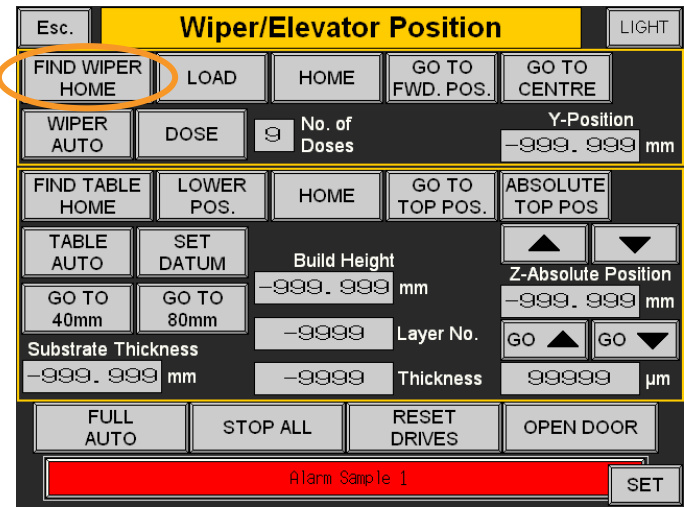 Esc.
Wiper/Elevator Position
LIGHT
FIND WIPER
HOME
LOAD
HOME
GO TO
FWD. POS.
GO TO
CENTRE
WIPER
AUTO
DOSE
9
No. of
Doses
Y-Position
-999.999 mm
FIND TABLE
HOME
LOWER
POS.
HOME
GO TO
TOP POS.
ABSOLUTE
TOP POS
TABLE
AUTO
SET
DATUM
Build Height
-999.999 mm
Z-Absolute Position
-999.999 mm
GO TO
40mm
GO TO
80mm
-9999 Layer No.
GO
GO
Substrate Thickness
-999.999 mm
-9999 Thickness 99999 µm
FULL
AUTO
STOP ALL
RESET
DRIVES
OPEN DOOR
Alarm Sample 1
SET